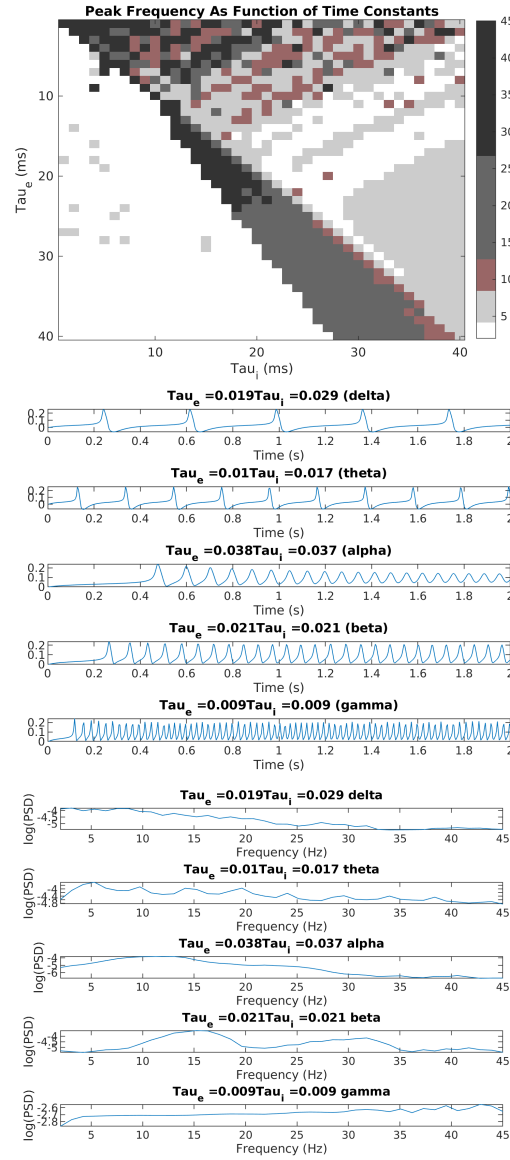 Peak Frequency As Function of Time Constants
45
40
35
30
25
20
15
10
5
10
20
30
40
Tau_e (ms)
10 20 30 40
Tau_i (ms)
Tau_e =0.019Tau_i =0.029 (delta)
0.2
0.1
0
0 0.2 0.4 0.6 0.8 1 1.2 1.4 1.6 1.8 2
Time (s)
Tau_e =0.01Tau_i =0.017 (theta)
0.2
0.1
0 0.2 0.4 0.6 0.8 1 1.2 1.4 1.6 1.8 2
Time (s)
Tau_e =0.038Tau_i =0.037 (alpha)
0.2
0.1
0
0 0.2 0.4 0.6 0.8 1 1.2 1.4 1.6 1.8 2
Time (s)
Tau_e =0.021Tau_i =0.021 (beta)
0.2
0.1
0
0 0.2 0.4 0.6 0.8 1 1.2 1.4 1.6 1.8 2
Time (s)
Tau_e =0.009Tau_i =0.009 (gamma)
0.2
0.1
0
0 0.2 0.4 0.6 0.8 1 1.2 1.4 1.6 1.8 2
Time (s)
Tau_e =0.019Tau_i =0.029 delta
log(PSD)
-4
-4.5
-5
5 10 15 20 25 30 35 40 45
Frequency (Hz)
Tau_e =0.01Tau_i =0.017 theta
log(PSD)
-4
-4.8
5 10 15 20 25 30 35 40 45
Frequency (Hz)
Tau_e =0.038Tau_i =0.037 alpha
log(PSD)
-4
-5
-6
5 10 15 20 25 30 35 40 45
Frequency (Hz)
Tau_e =0.021Tau_i =0.021 beta
log(PSD)
-4
-5
5 10 15 20 25 30 35 40 45
Frequency (Hz)
Tau_e =0.009Tau_i =0.009 gamma
log(PSD)
-2.6
-2.7
-2.8
5 10 15 20 25 30 35 40 45
Frequency (Hz)